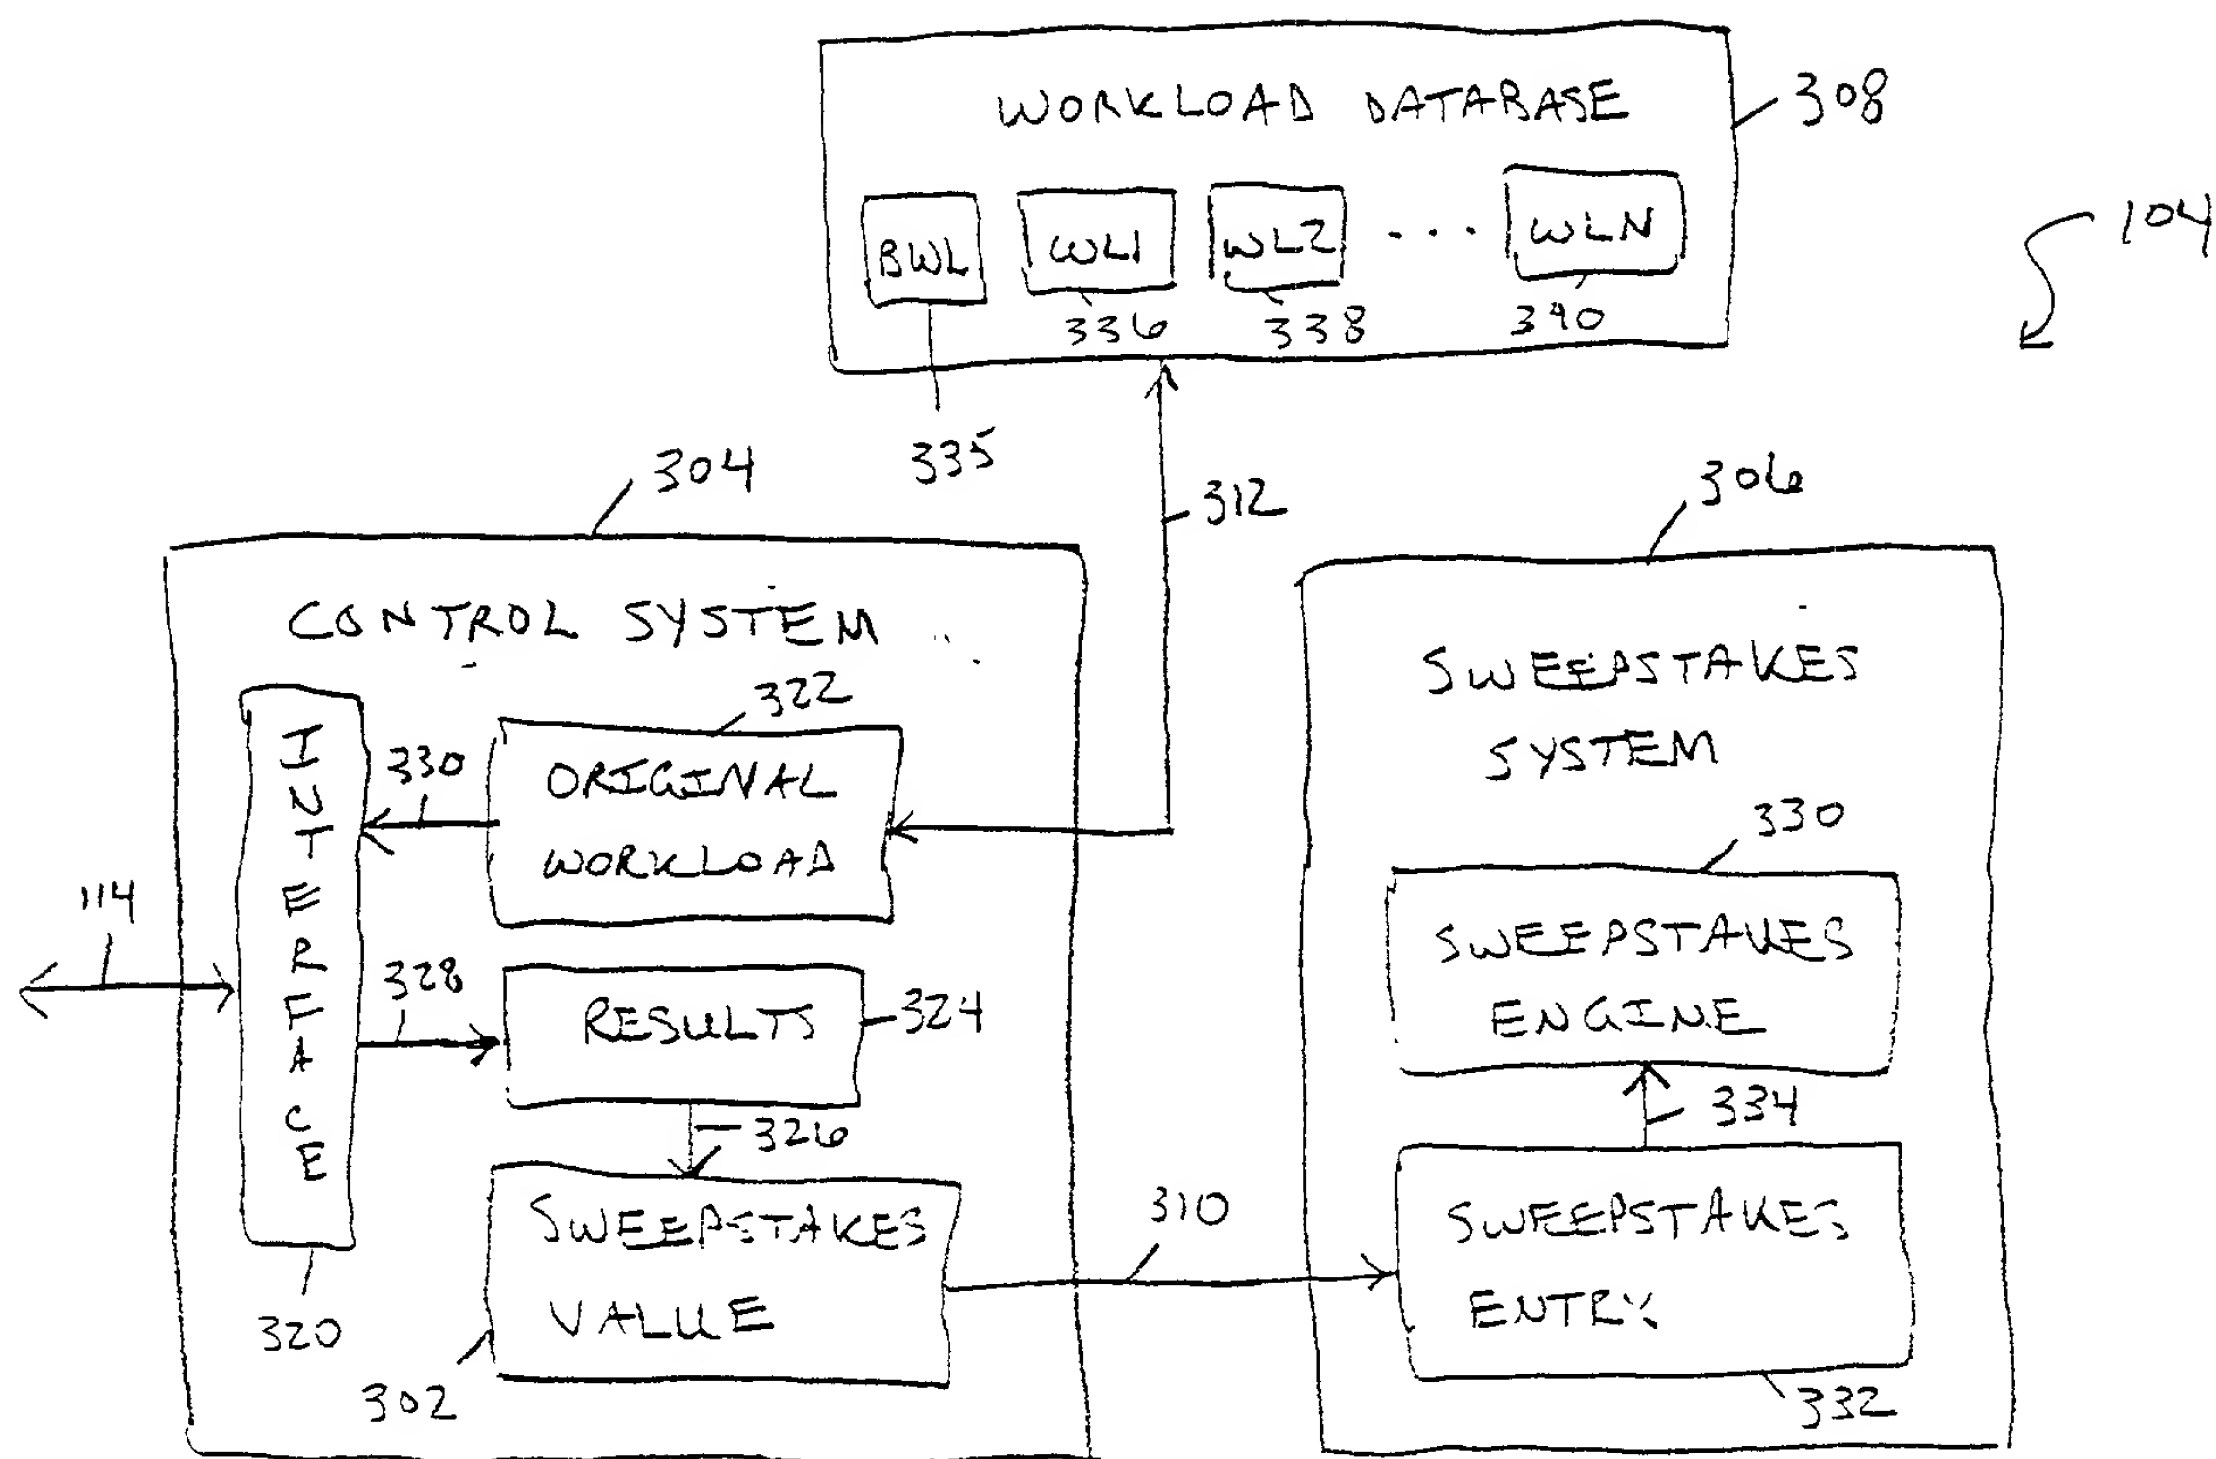 WORKLOAD DATABASE
308
BWL WL1 WL2 ... WLN
104
336 338 340
335
304
312
306
CONTROL SYSTEM
SWEEPSTAKES
SYSTEM
322
INTERFACE
330
ORIGINAL
WORKLOAD
330
114
SWEEPSTAKES
ENGINE
328
RESULTS
324
334
326
SWEEPSTAKES
VALUE
310
SWEEPSTAKES
ENTRY
320
302
332